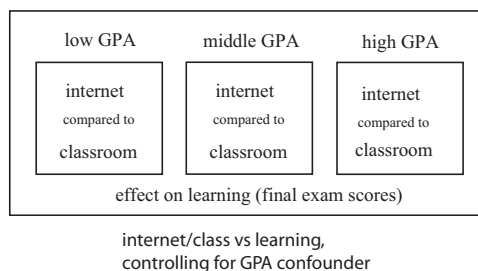 low GPA
middle GPA
high GPA
internet
compared to
classroom
internet
compared to
classroom
internet
compared to
classroom
effect on learning (final exam scores)
internet/class vs learning,
controlling for GPA confounder